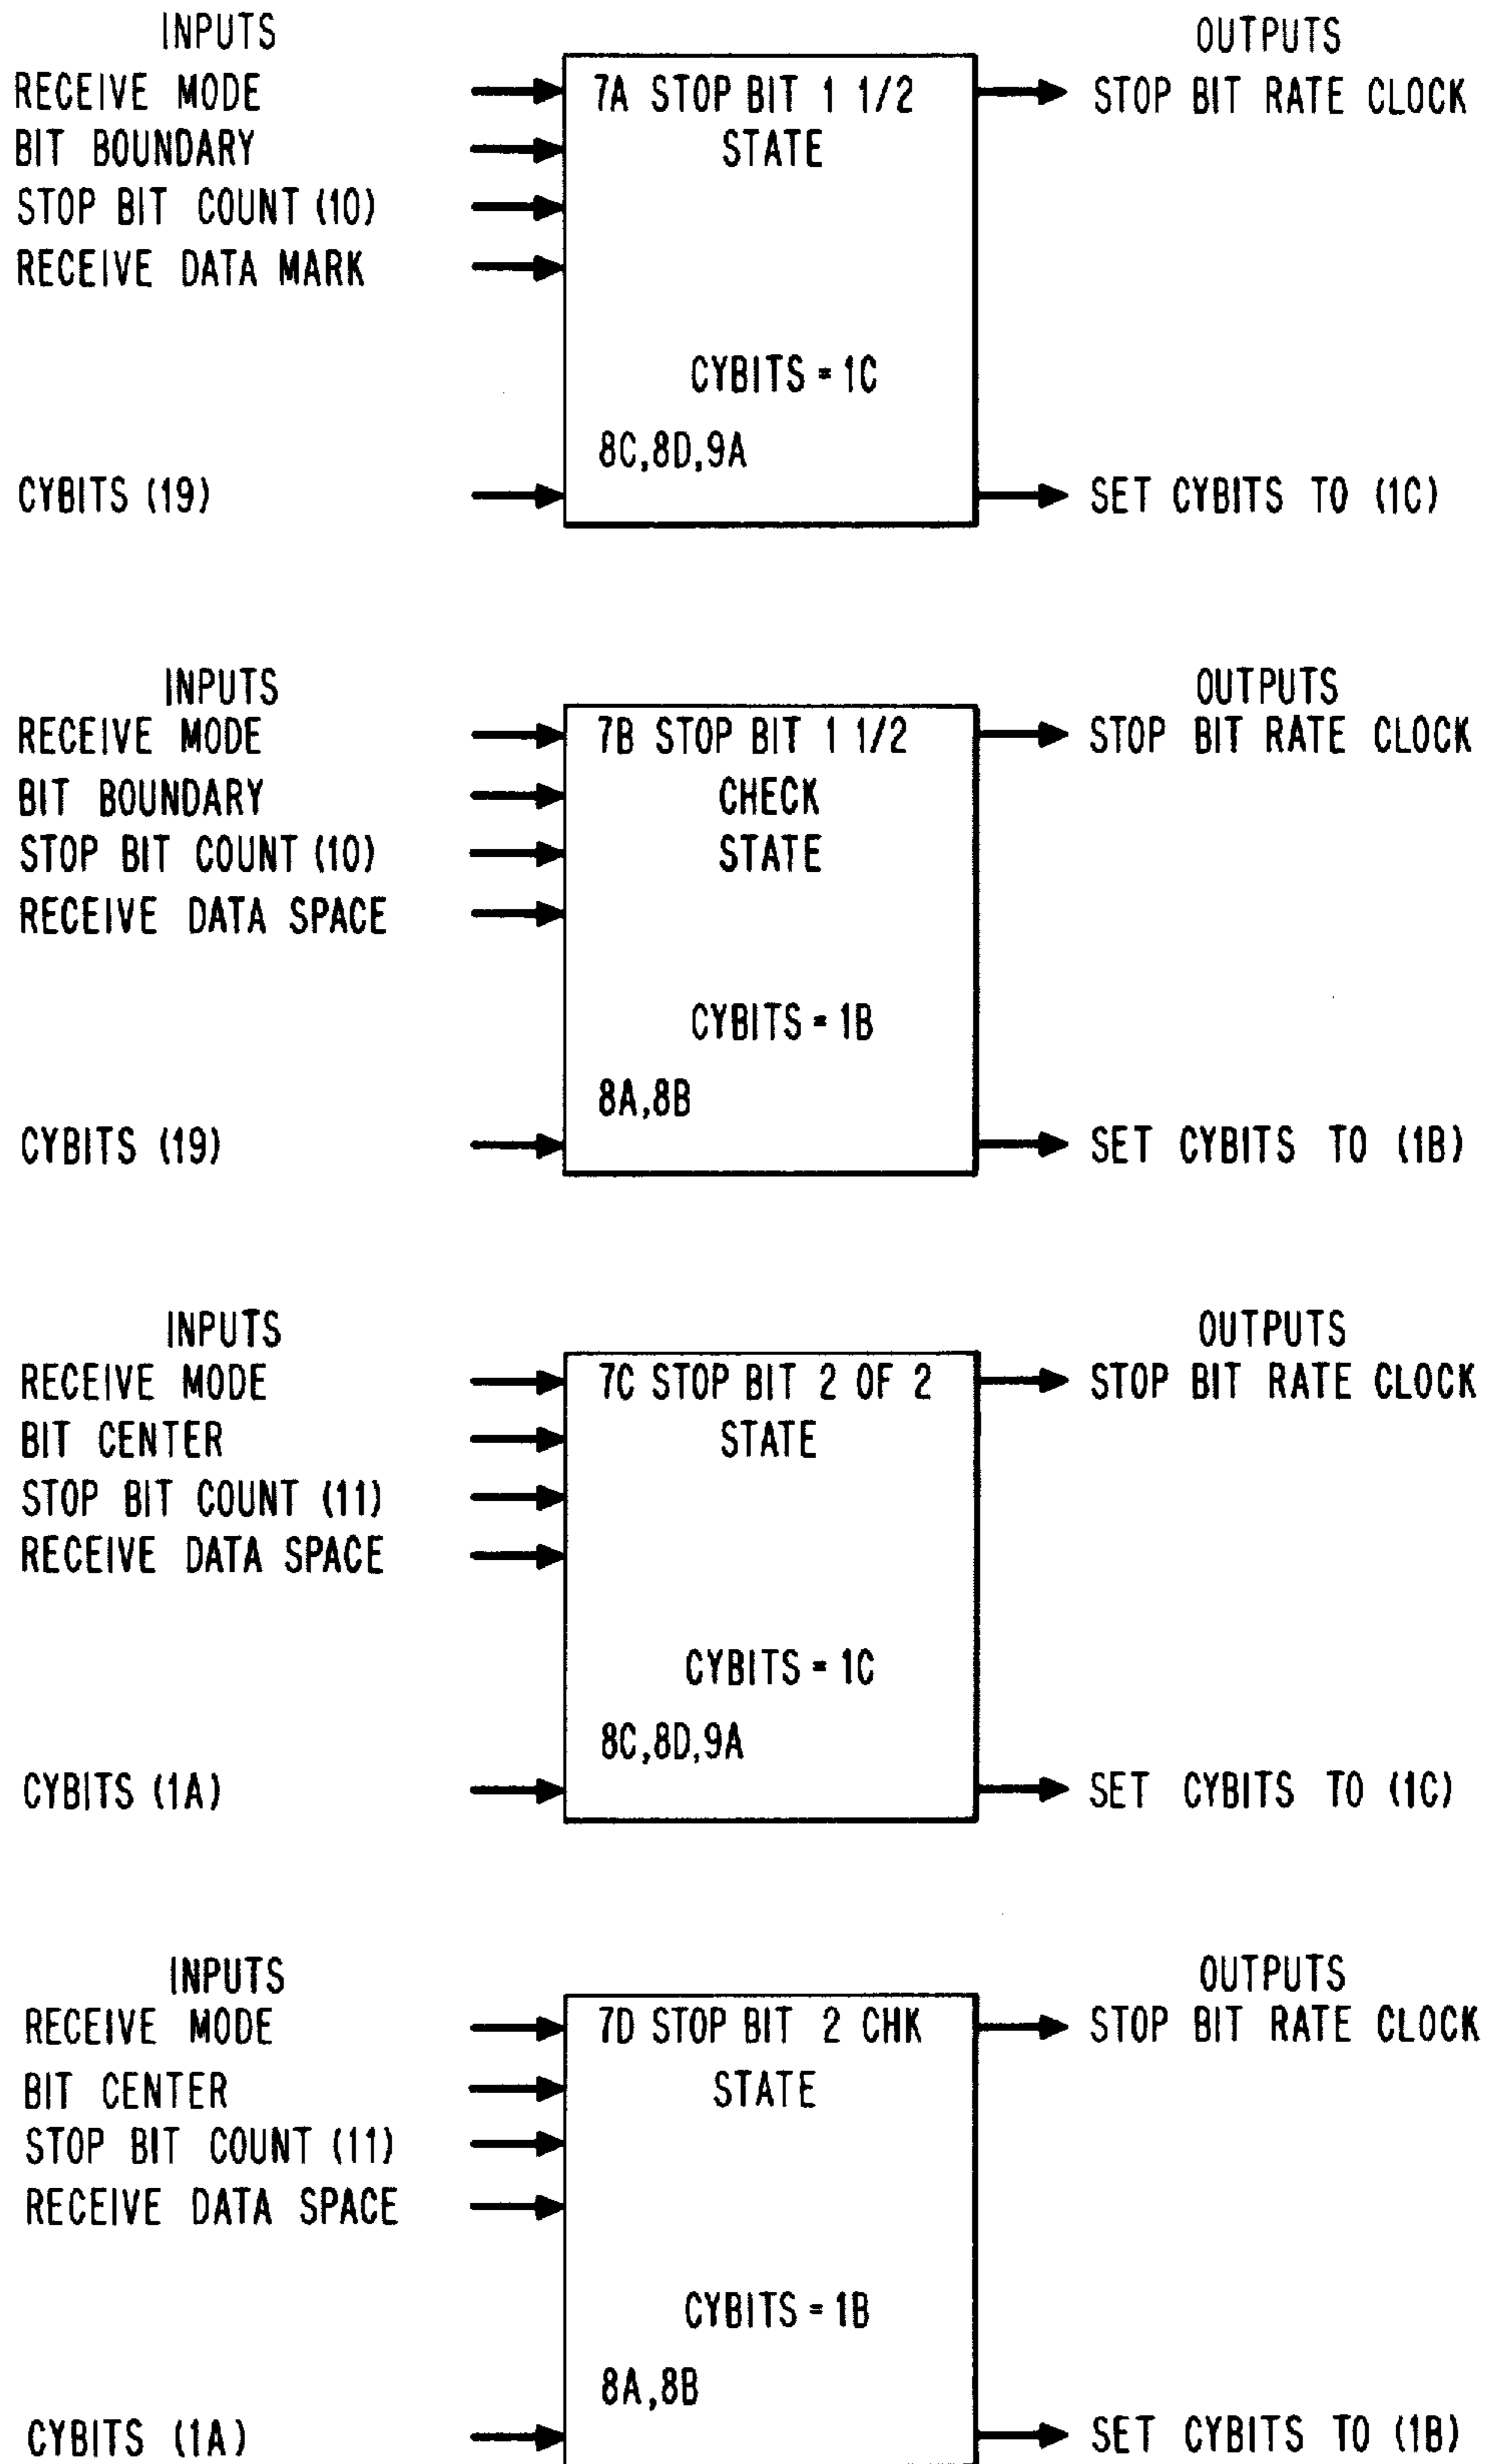 INPUTS
OUTPUTS
RECEIVE MODE
7A STOP BIT 1 1/2
STOP BIT RATE CLOCK
BIT BOUNDARY
STATE
STOP BIT COUNT (10)
RECEIVE DATA MARK
CYBITS = 1C
8C,8D,9A
CYBITS (19)
SET CYBITS TO (1C)
INPUTS
OUTPUTS
RECEIVE MODE
7B STOP BIT 1 1/2
STOP BIT RATE CLOCK
BIT BOUNDARY
CHECK
STOP BIT COUNT (10)
STATE
RECEIVE DATA SPACE
CYBITS = 1B
8A,8B
CYBITS (19)
SET CYBITS TO (1B)
INPUTS
OUTPUTS
RECEIVE MODE
7C STOP BIT 2 OF 2
STOP BIT RATE CLOCK
BIT CENTER
STATE
STOP BIT COUNT (11)
RECEIVE DATA SPACE
CYBITS = 1C
8C,8D,9A
CYBITS (1A)
SET CYBITS TO (1C)
INPUTS
OUTPUTS
RECEIVE MODE
7D STOP BIT 2 CHK
STOP BIT RATE CLOCK
BIT CENTER
STATE
STOP BIT COUNT (11)
RECEIVE DATA SPACE
CYBITS = 1B
8A,8B
CYBITS (1A)
SET CYBITS TO (1B)